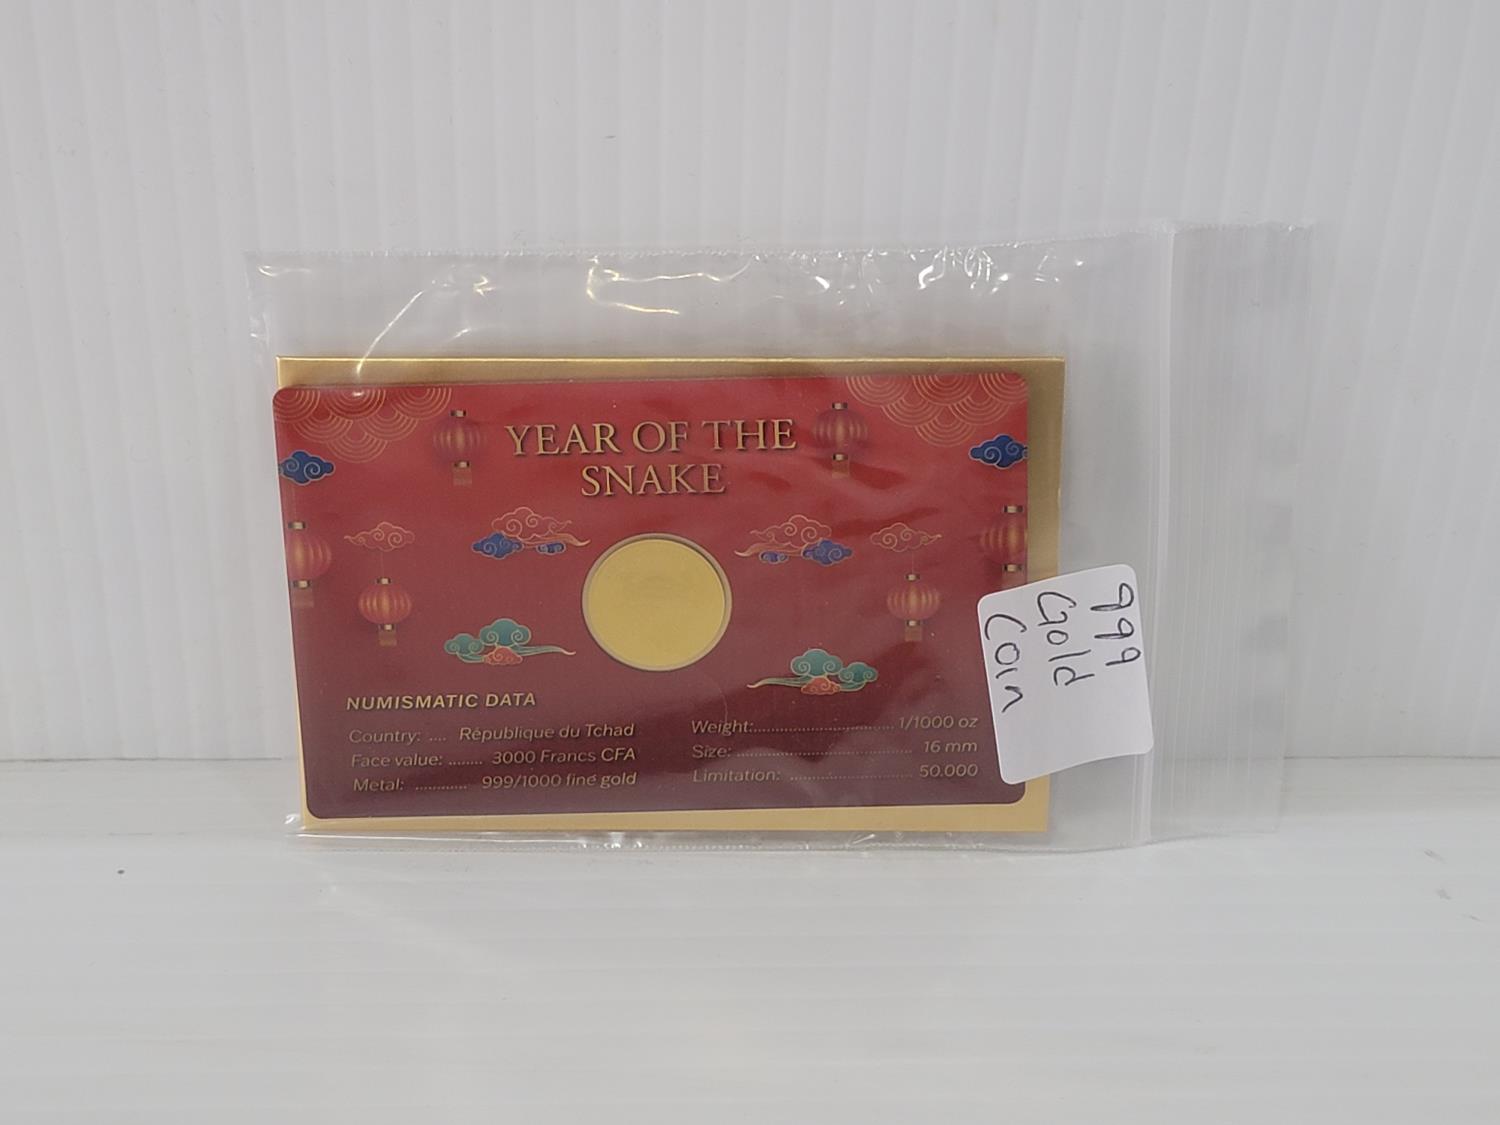 YEAR OF THE
SNAKE
NUMISMATIC DATA
Country: .... République du Tchad
Face value: ........ 3000 Francs CFA
Metal: ............. 999/1000 fine gold
Weight:................................ 1/1000 oz
Size: ........................................ 16 mm
Limitation: ............................ 50.000
999
Gold
Coin